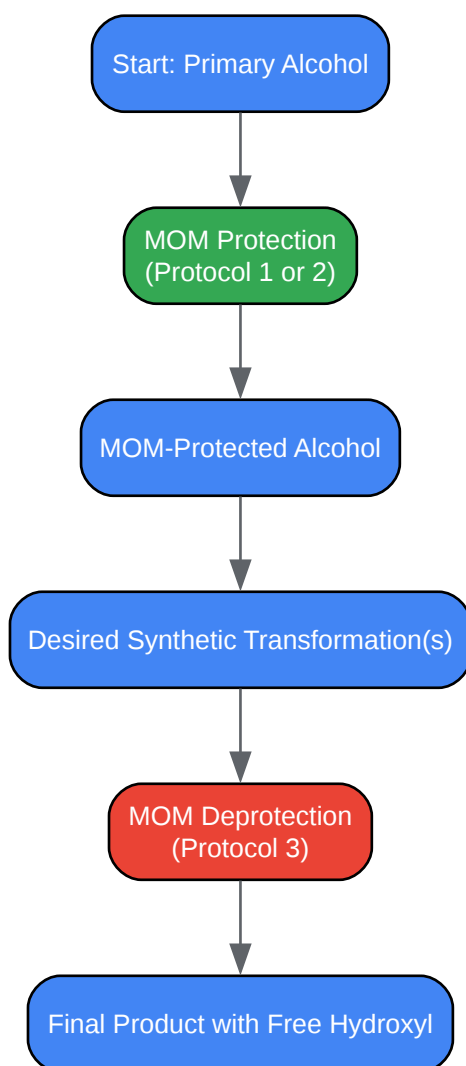 Start: Primary Alcohol
MOM Protection
(Protocol 1 or 2)
MOM-Protected Alcohol
Desired Synthetic Transformation(s)
MOM Deprotection
(Protocol 3)
Final Product with Free Hydroxyl